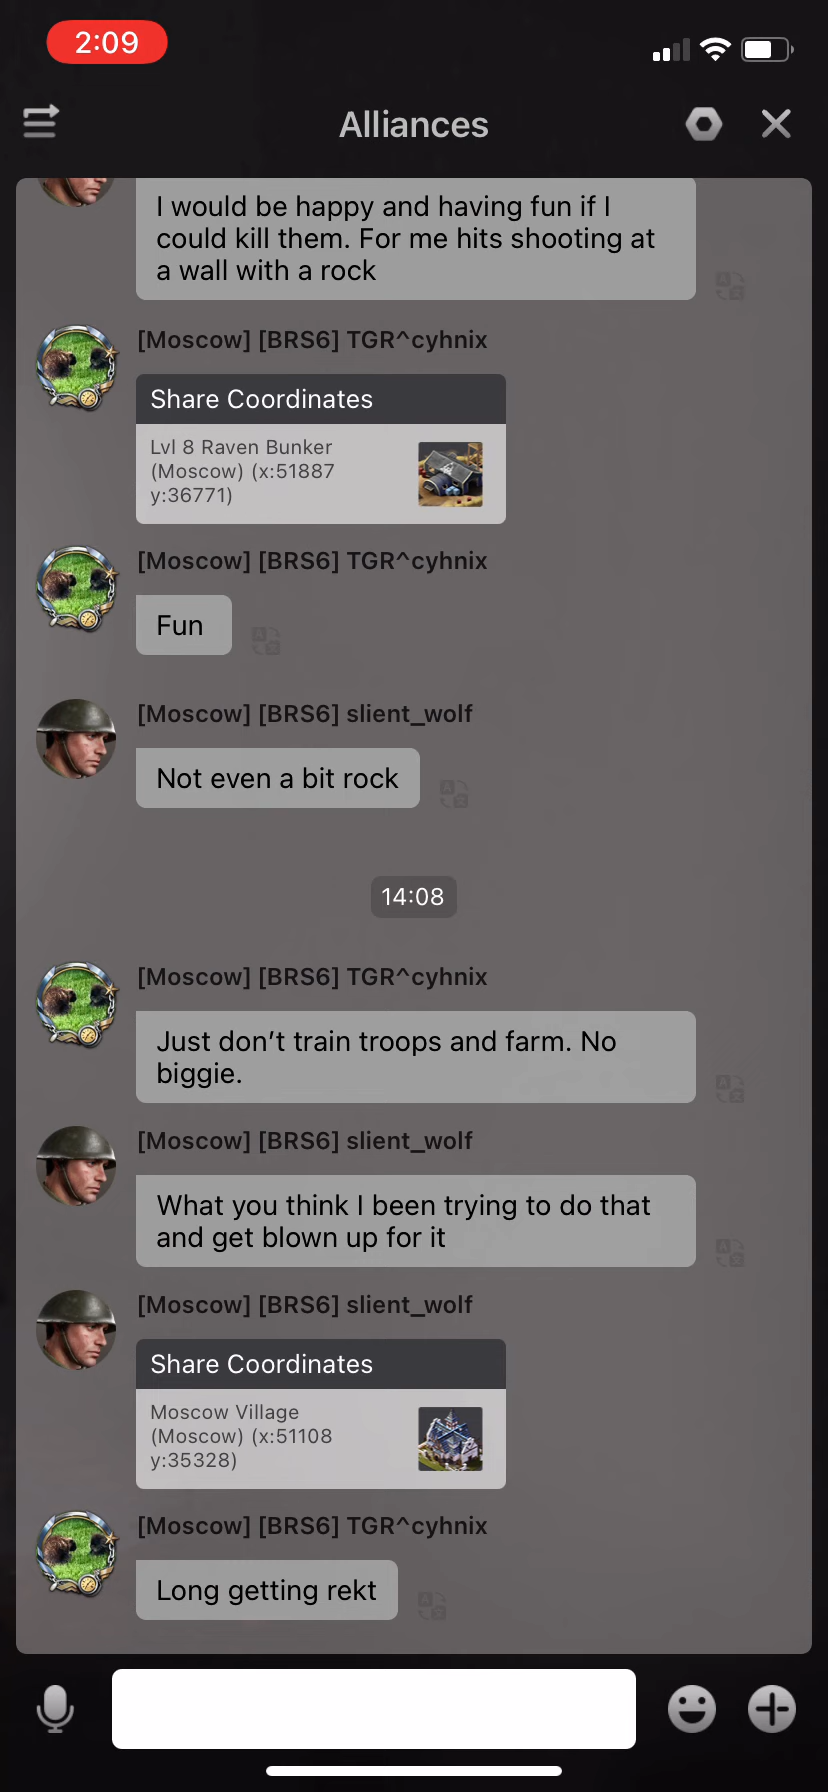 2:09
Alliances
I would be happy and having fun if I
could kill them. For me hits shooting at
a wall with a rock
[Moscow] [BRS6] TGR^cyhnix
Share Coordinates
Lvl 8 Raven Bunker
(Moscow) (x:51887
y:36771)
[Moscow] [BRS6] TGR^cyhnix
Fun
[Moscow] [BRS6] slient_wolf
Not even a bit rock
14:08
[Moscow] [BRS6] TGR^cyhnix
Just don’t train troops and farm. No
biggie.
[Moscow] [BRS6] slient_wolf
What you think I been trying to do that
and get blown up for it
[Moscow] [BRS6] slient_wolf
Share Coordinates
Moscow Village
(Moscow) (x:51108
y:35328)
[Moscow] [BRS6] TGR^cyhnix
Long getting rekt